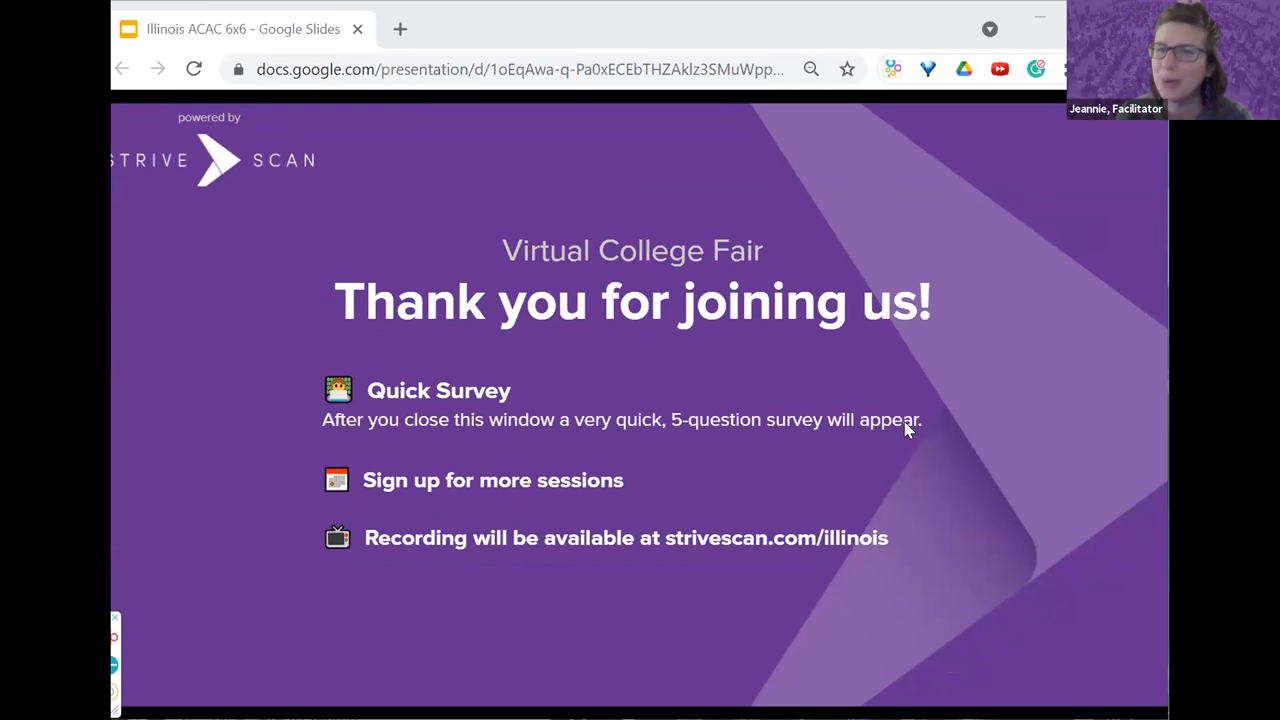 Illinois ACAC 6x6 - Google Slides
docs.google.com/presentation/d/1oEqAwa-q-Pa0xECEbTHZAklz3SMuWpp...
Jeannie, Facilitator
powered by
STRIVE SCAN
Virtual College Fair
Thank you for joining us!
Quick Survey
After you close this window a very quick, 5-question survey will appear.
Sign up for more sessions
Recording will be available at strivescan.com/illinois